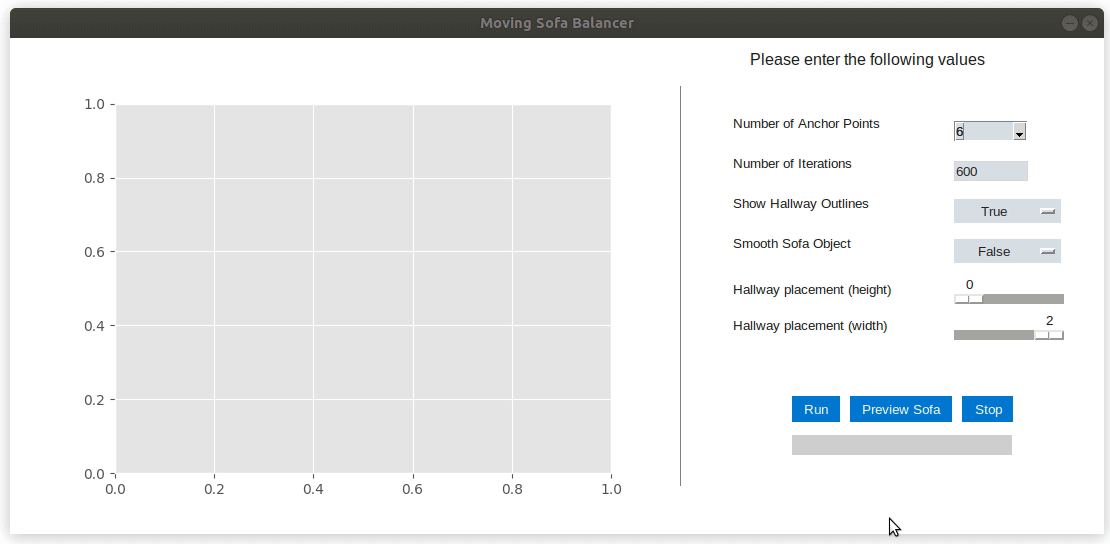 Moving Sofa Balancer
Please enter the following values
1.0
0.8
0.6
0.4
0.2
0.0
0.0 0.2 0.4 0.6 0.8 1.0
Number of Anchor Points 6
Number of Iterations 600
Show Hallway Outlines True
Smooth Sofa Object False
Hallway placement (height) 0
Hallway placement (width) 2
Run Preview Sofa Stop